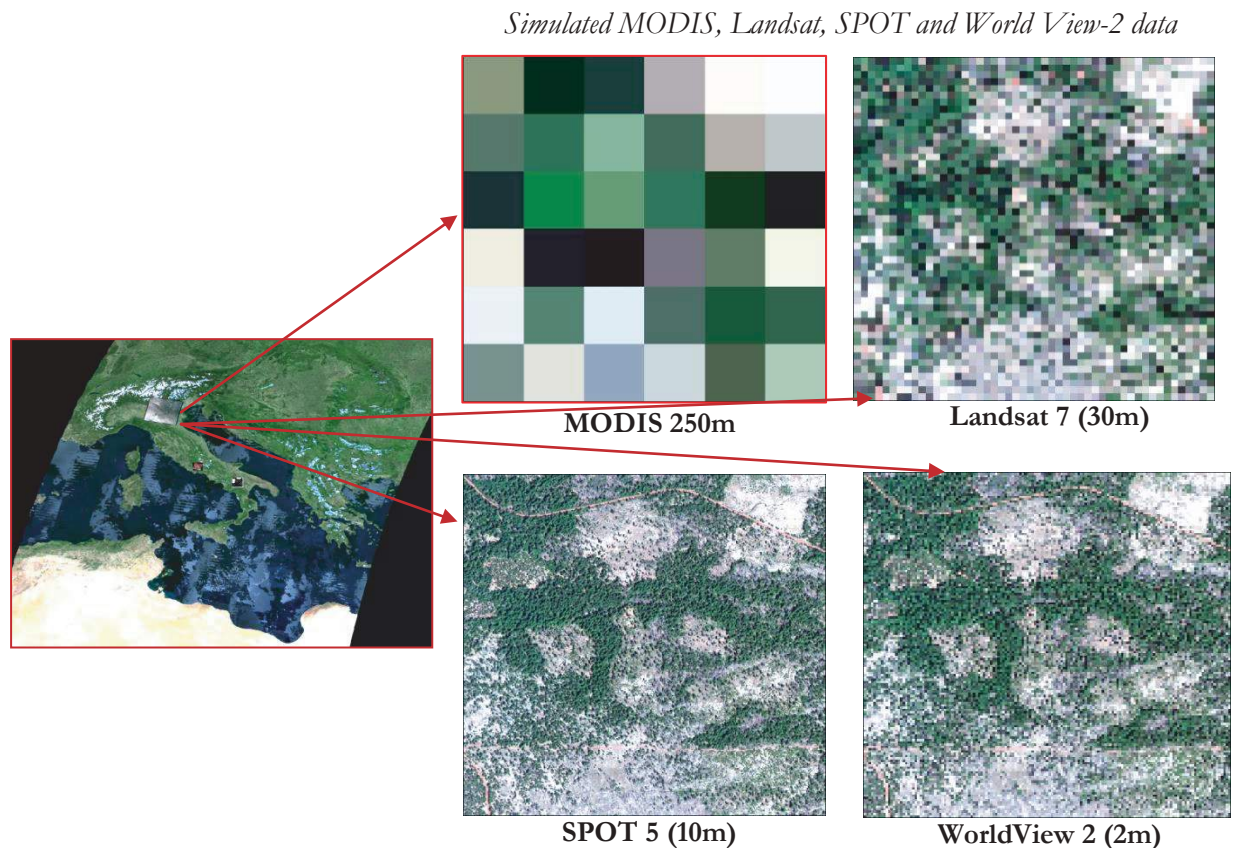 Simulated MODIS, Landsat, SPOT and World View-2 data
MODIS 250m
Landsat 7 (30m)
SPOT 5 (10m)
WorldView 2 (2m)